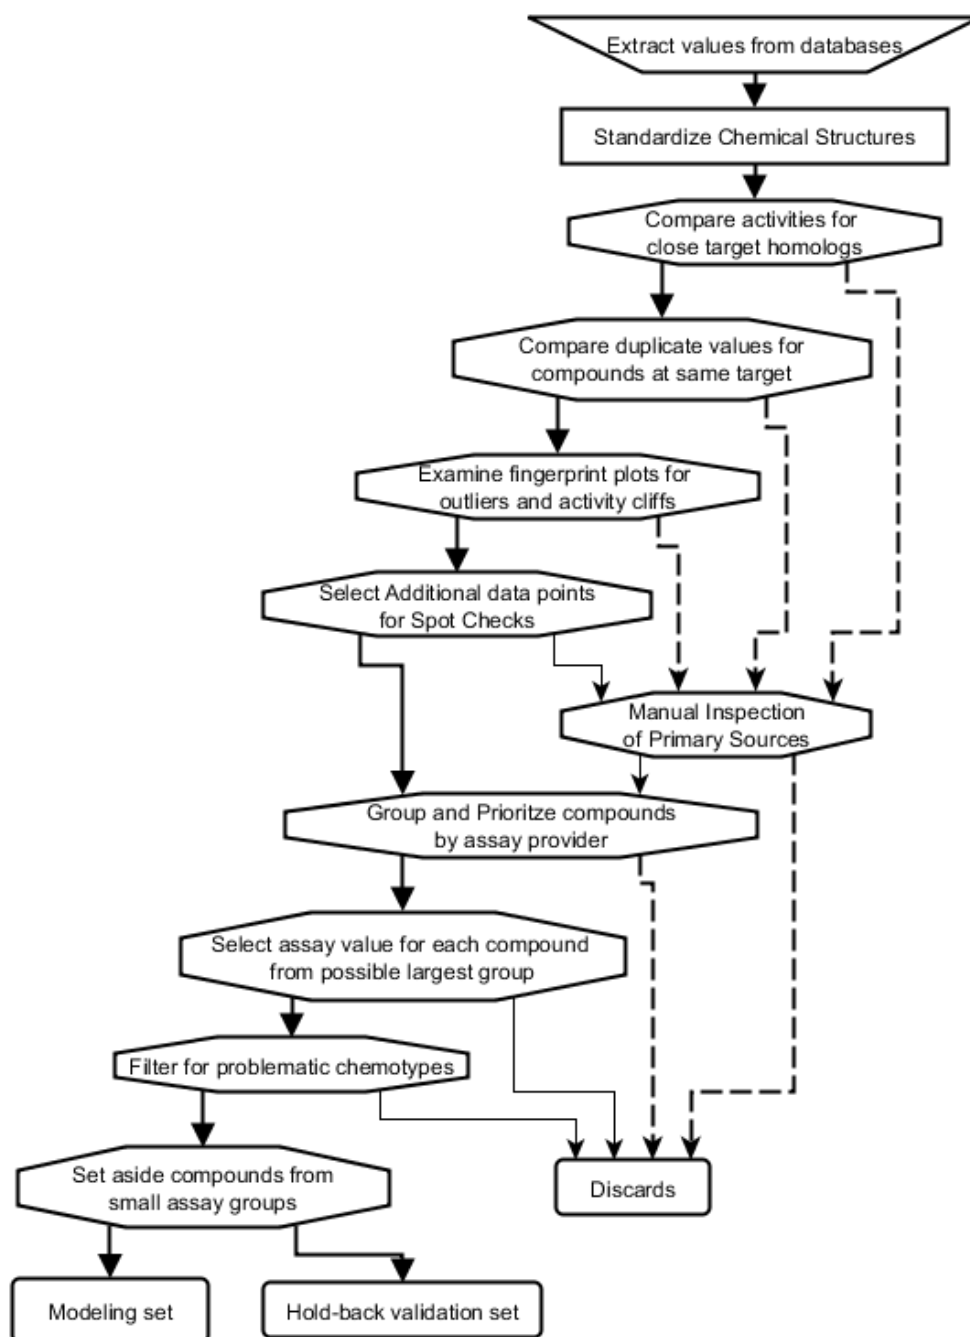 Extract values from databases
Standardize Chemical Structures
Compare activities for
close target homologs
Compare duplicate values for
compounds at same target
Examine fingerprint plots for
outliers and activity cliffs
Select Additional data points
for Spot Checks
Manual Inspection
of Primary Sources
Group and Prioritze compounds
by assay provider
Select assay value for each compound
from possible largest group
Filter for problematic chemotypes
Set aside compounds from
small assay groups
Discards
Modeling set
Hold-back validation set